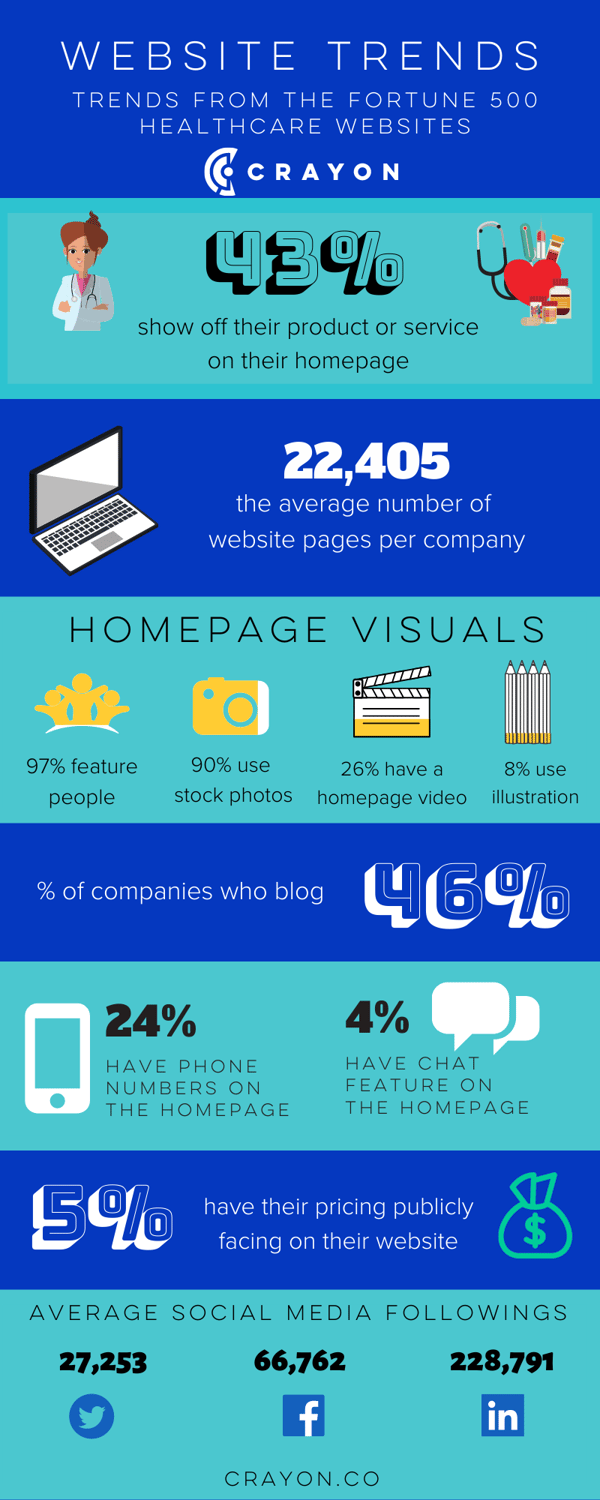 WEBSITE TRENDS
TRENDS FROM THE FORTUNE 500
HEALTHCARE WEBSITES
CRAYON
43%
show off their product or service
on their homepage
22,405
the average number of
website pages per company
HOMEPAGE VISUALS
97% feature
people
90% use
stock photos
26% have a
homepage video
8% use
illustration
% of companies who blog
46%
24%
HAVE PHONE
NUMBERS ON
THE HOMEPAGE
4%
HAVE CHAT
FEATURE ON
THE HOMEPAGE
5%
have their pricing publicly
facing on their website
$
AVERAGE SOCIAL MEDIA FOLLOWINGS
27,253
66,762
228,791
f
in
CRAYON.CO